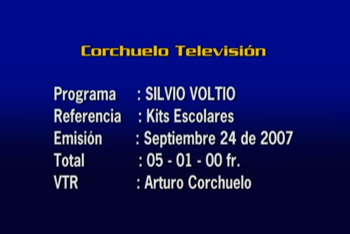 Corchuelo Televisión
Programa : SILVIO VOLTIO
Referencia : Kits Escolares
Emisión : Septiembre 24 de 2007
Total : 05 - 01 - 00 fr.
VTR : Arturo Corchuelo